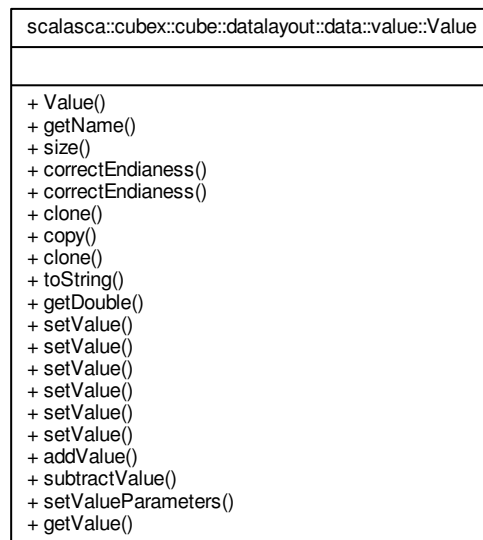 scalasca::cubex::cube::datalayout::data::value::Value
+ Value()
+ getName()
+ size()
+ correctEndianess()
+ correctEndianess()
+ clone()
+ copy()
+ clone()
+ toString()
+ getDouble()
+ setValue()
+ setValue()
+ setValue()
+ setValue()
+ setValue()
+ setValue()
+ addValue()
+ subtractValue()
+ setValueParameters()
+ getValue()